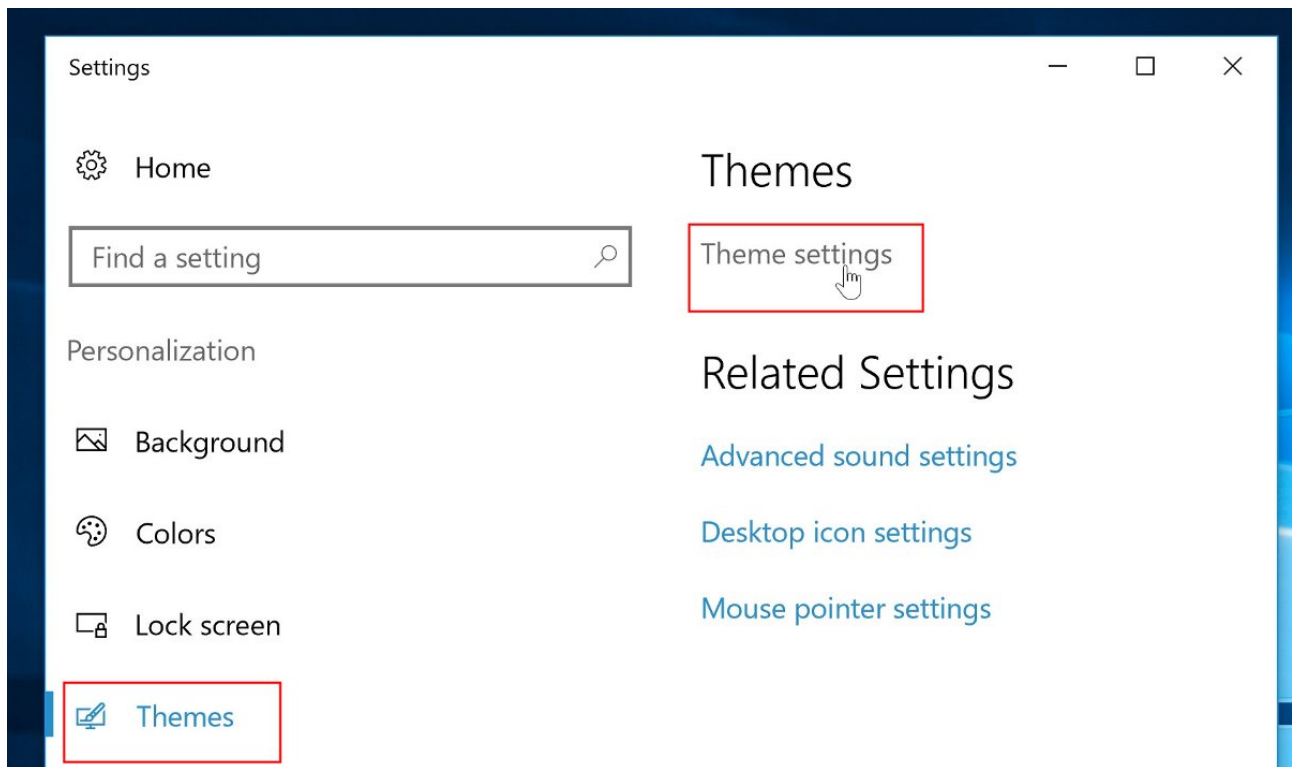 Settings
Home
Find a setting
Personalization
Background
Colors
Lock screen
Themes
Themes
Theme settings
Related Settings
Advanced sound settings
Desktop icon settings
Mouse pointer settings